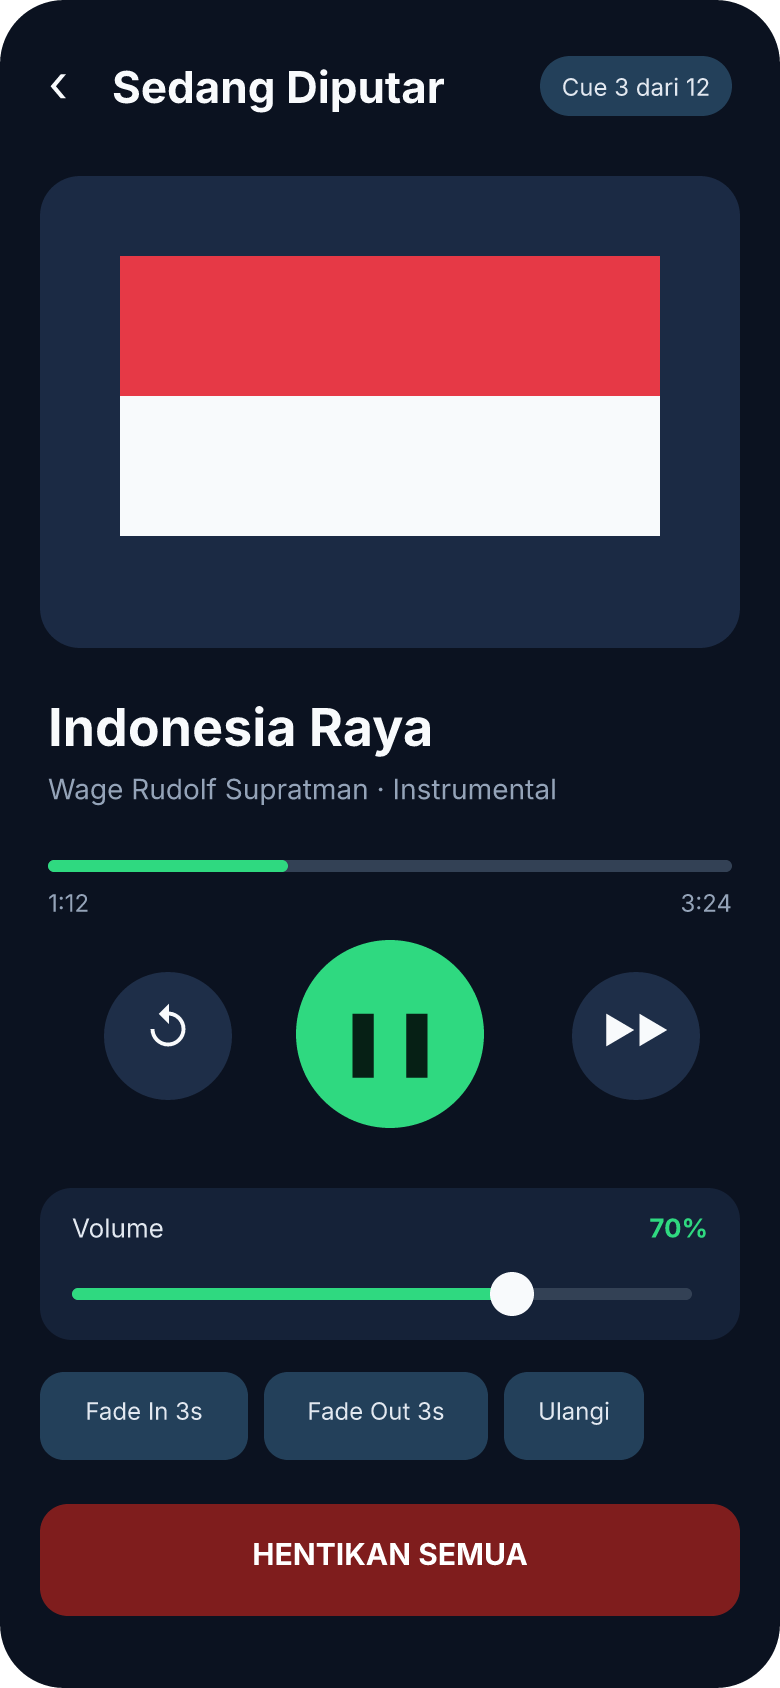 Sedang Diputar
Cue 3 dari 12
Indonesia Raya
Wage Rudolf Supratman · Instrumental
1:12
3:24
Volume
70%
Fade In 3s
Fade Out 3s
Ulangi
HENTIKAN SEMUA